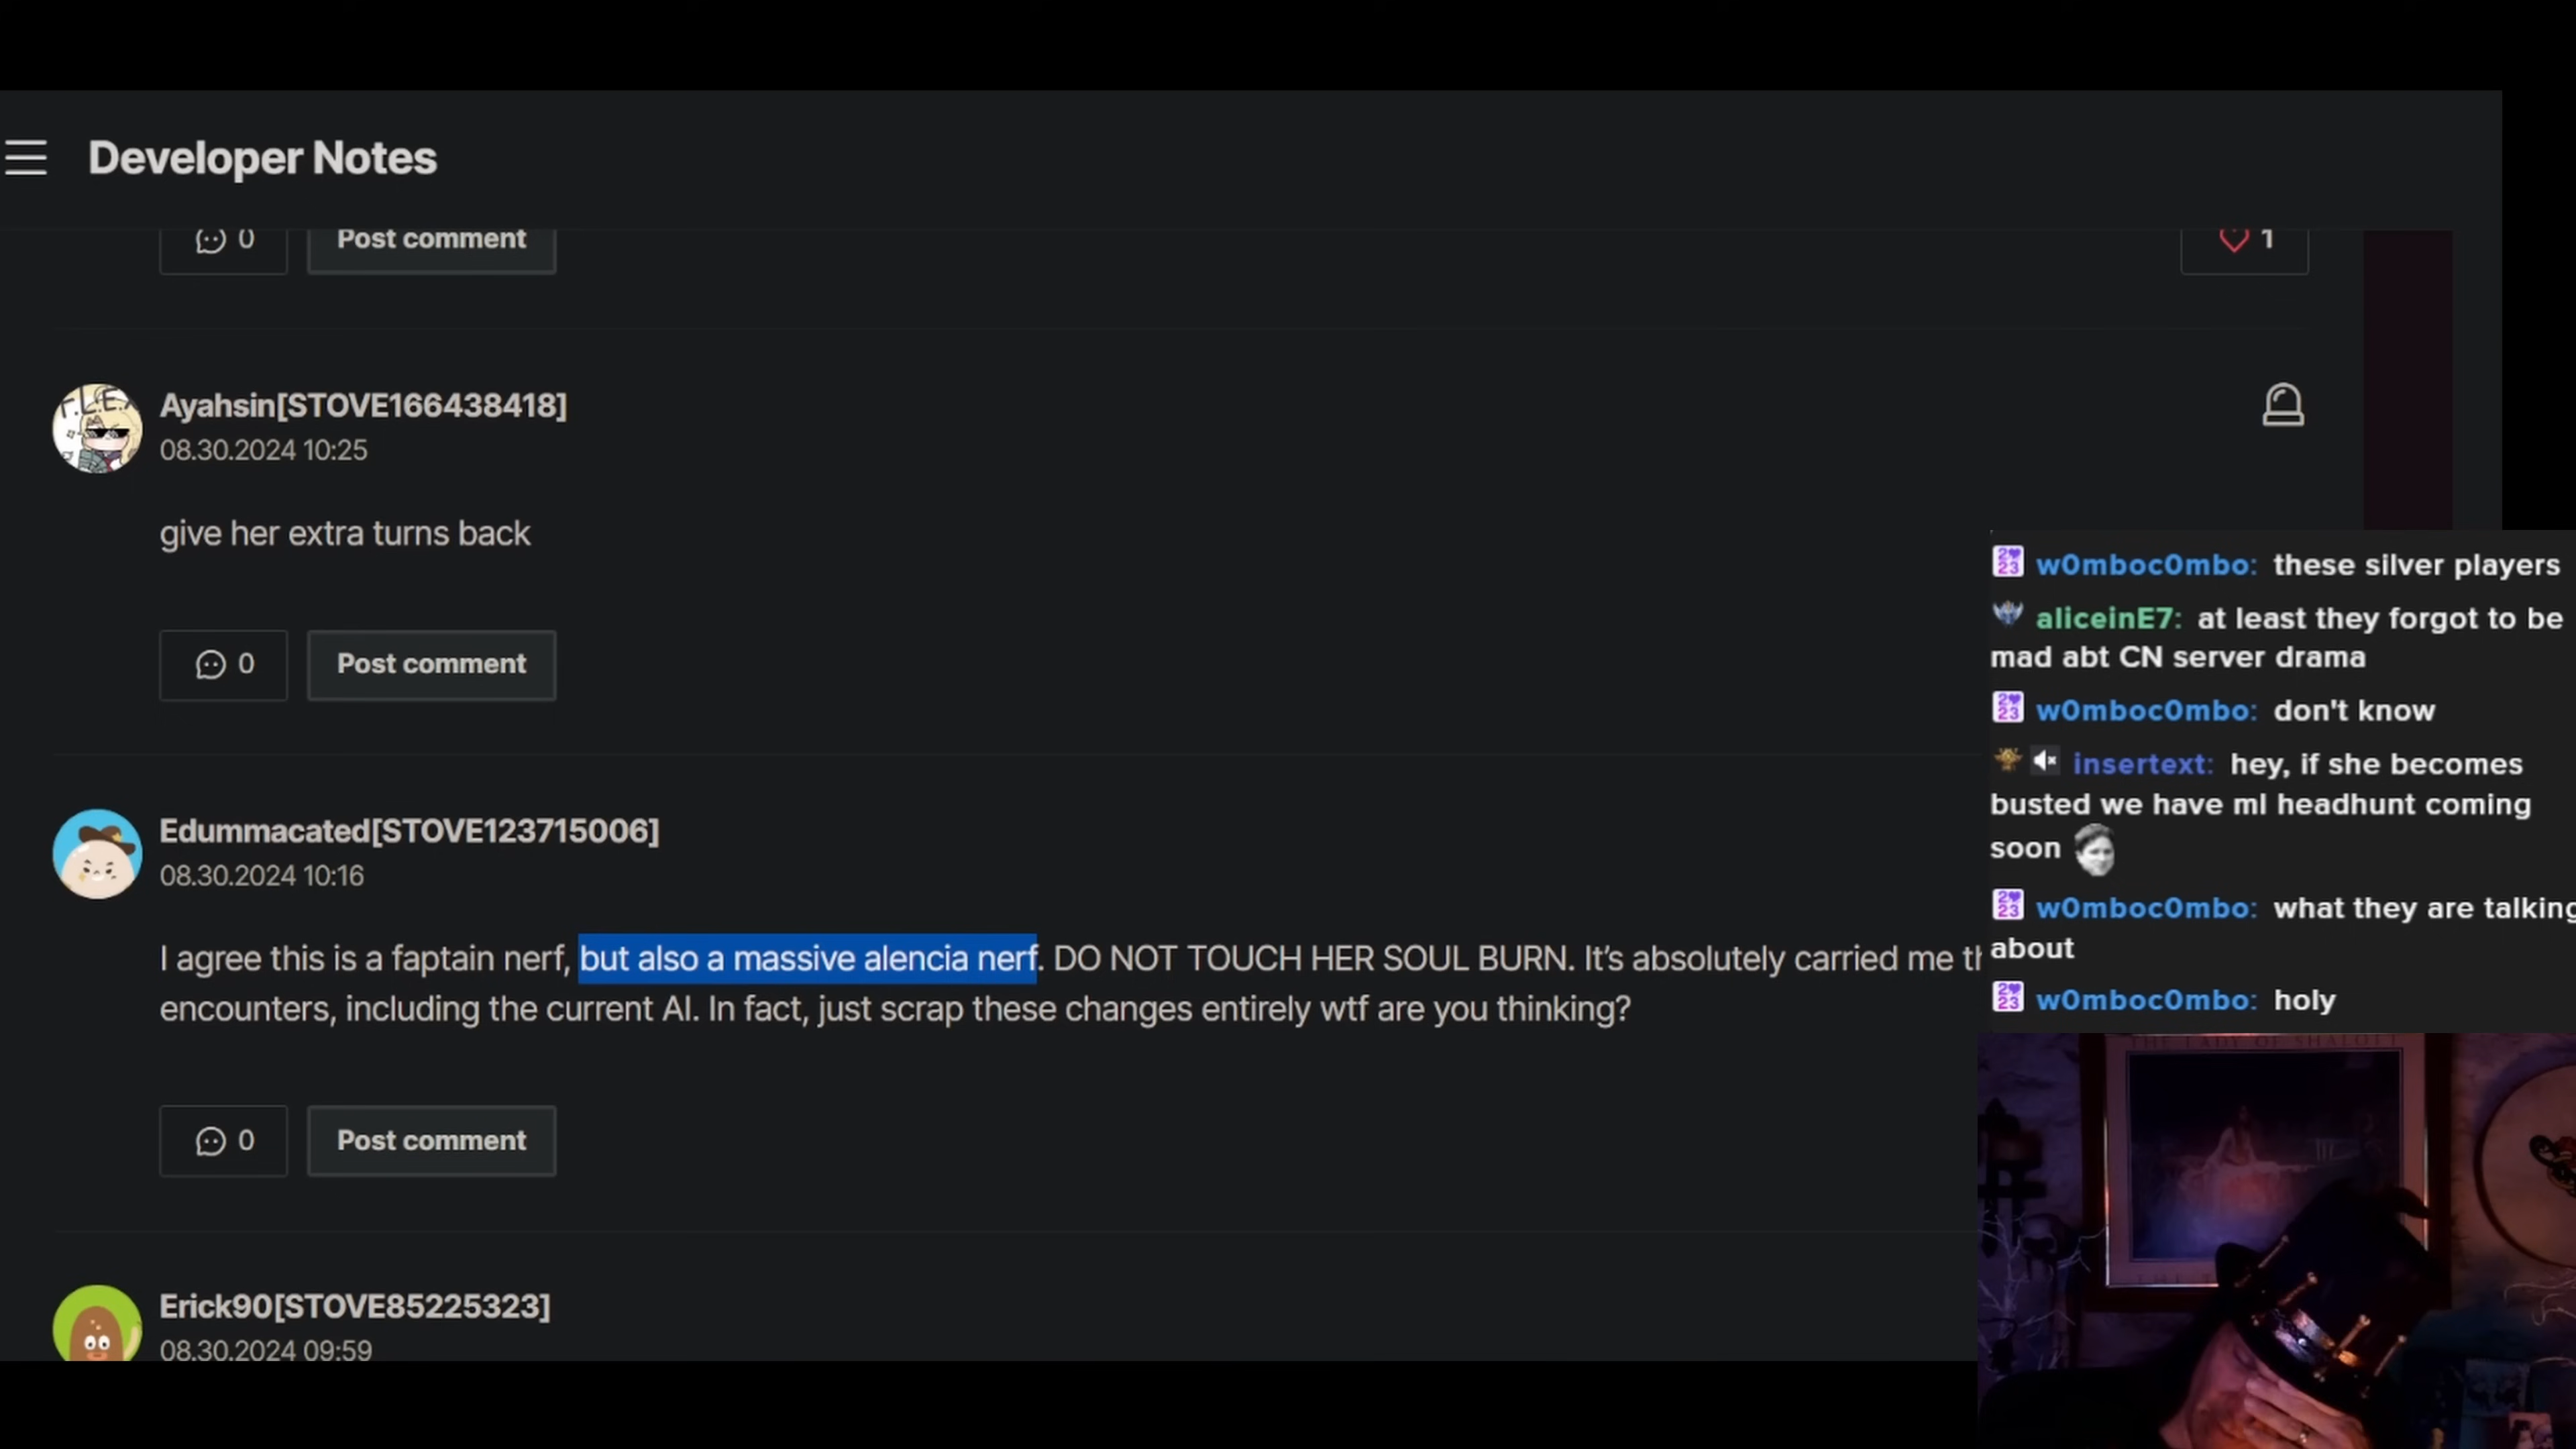 Developer Notes
0
Post comment
1
Ayahsin[STOVE166438418]
08.30.2024 10:25
give her extra turns back
0
Post comment
Edummacated[STOVE123715006]
08.30.2024 10:16
I agree this is a faptain nerf, but also a massive alencia nerf. DO NOT TOUCH HER SOUL BURN. It's absolutely carried me
encounters, including the current AI. In fact, just scrap these changes entirely wtf are you thinking?
0
Post comment
Erick90[STOVE85225323]
08.30.2024 09:59
w0mboc0mbo: these silver players
aliceinE7: at least they forgot to be
mad abt CN server drama
w0mboc0mbo: don't know
insertext: hey, if she becomes
busted we have ml headhunt coming
soon
w0mboc0mbo: what they are talking
about
w0mboc0mbo: holy
THE LADY OF SHALOTT